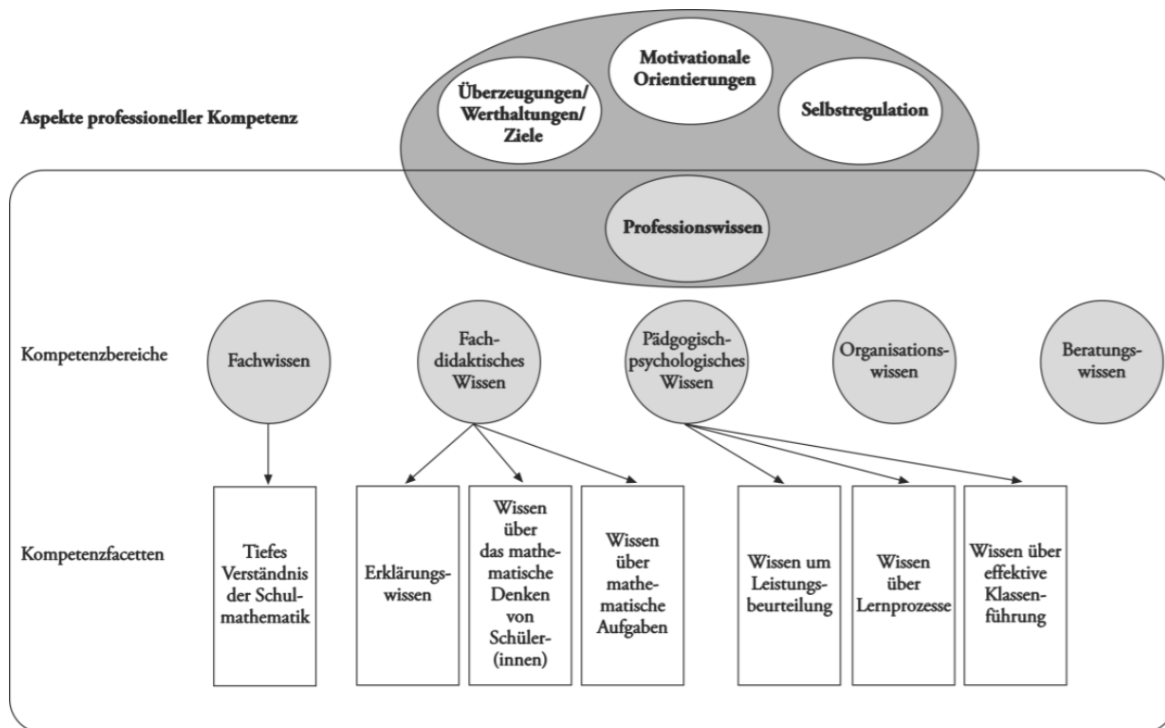 Motivationale
Orientierungen
Überzeugungen/
Werthaltungen/
Ziele
Selbstregulation
Aspekte professioneller Kompetenz
Professionswissen
Kompetenzbereiche
Fachwissen
Fach-
didaktisches
Wissen
Pädgogisch-
psychologisches
Wissen
Organisations-
wissen
Beratungs-
wissen
Kompetenzfacetten
Tiefes
Verständnis
der Schul-
mathematik
Erklärungs-
wissen
Wissen
über
das mathe-
matische
Denken
von
Schüler-
(innen)
Wissen
über
mathe-
matische
Aufgaben
Wissen um
Leistungs-
beurteilung
Wissen
über
Lernprozesse
Wissen über
effektive
Klassen-
führung